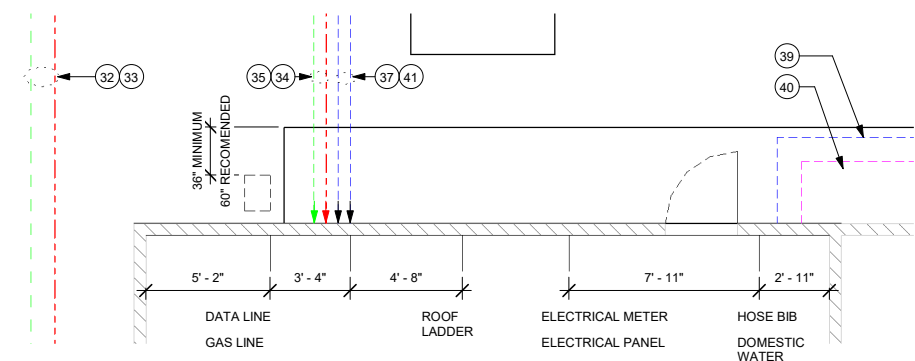 32 33
35 34
37 41
39
40
36" MINIMUM
60" RECOMENDED
5' - 2"
3' - 4"
4' - 8"
7' - 11"
2' - 11"
DATA LINE
GAS LINE
ROOF
LADDER
ELECTRICAL METER
ELECTRICAL PANEL
HOSE BIB
DOMESTIC
WATER